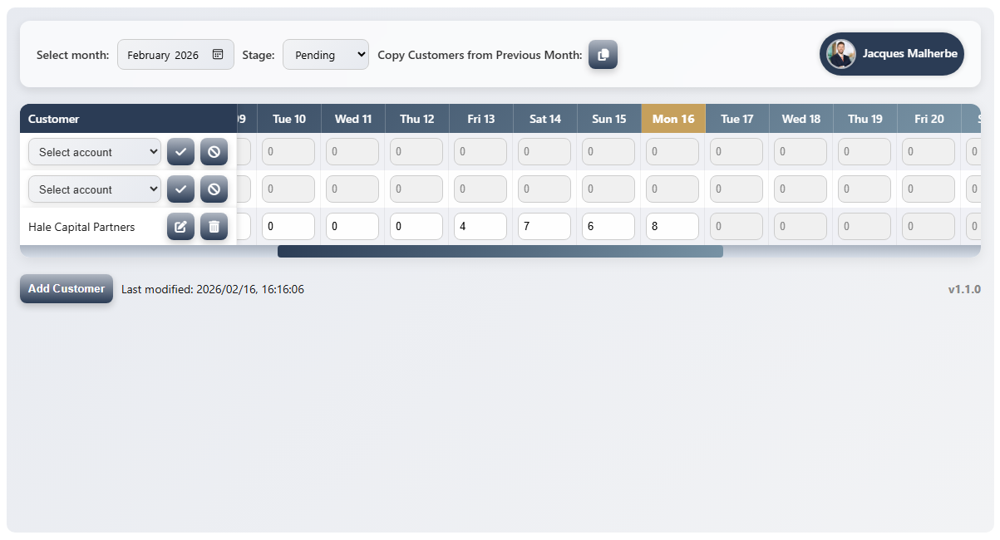 Select month: February 2026 Stage: Pending Copy Customers from Previous Month: Jacques Malherbe
Customer Tue 10 Wed 11 Thu 12 Fri 13 Sat 14 Sun 15 Mon 16 Tue 17 Wed 18 Thu 19 Fri 20
Select account 0 0 0 0 0 0 0 0 0 0 0 0
Select account 0 0 0 0 0 0 0 0 0 0 0 0
Hale Capital Partners 0 0 0 4 7 6 8 0 0 0 0 0
Add Customer Last modified: 2026/02/16, 16:16:06 v1.1.0